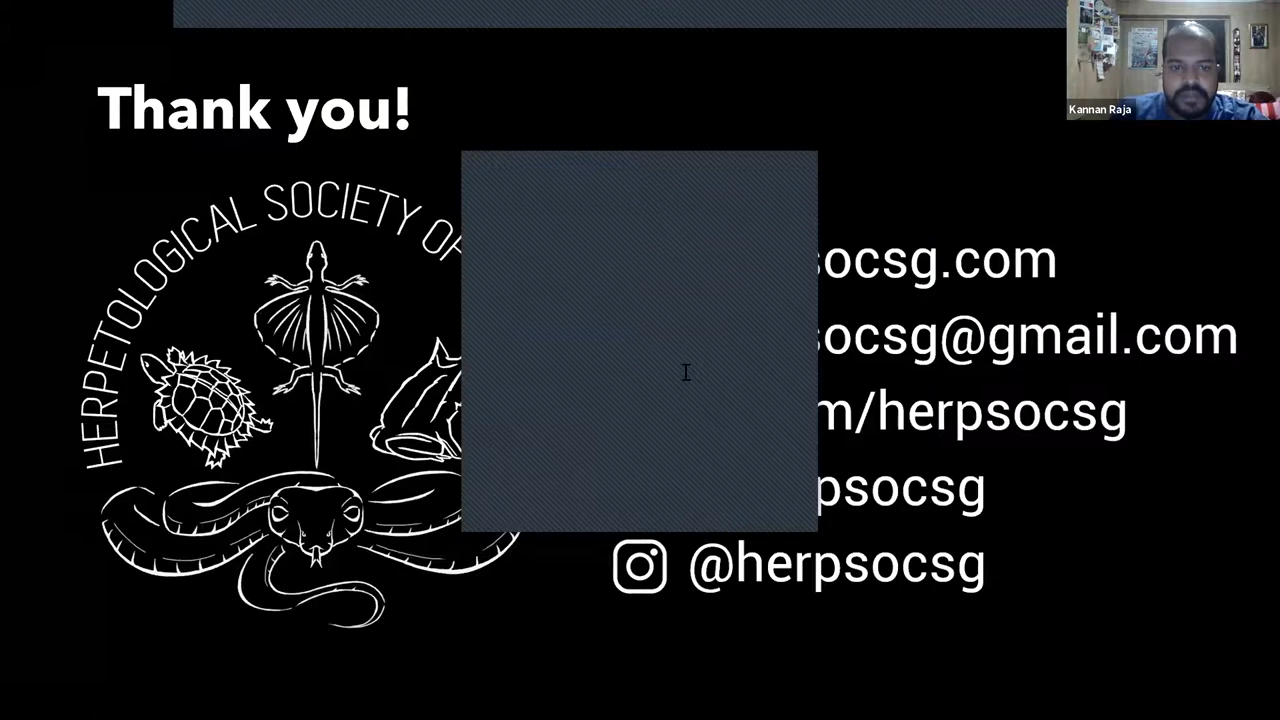 Kannan Raja
Thank you!
HERPETOLOGICAL SOCIETY OF
socsg.com
socsg@gmail.com
m/herpsocsg
psocsg
@herpsocsg